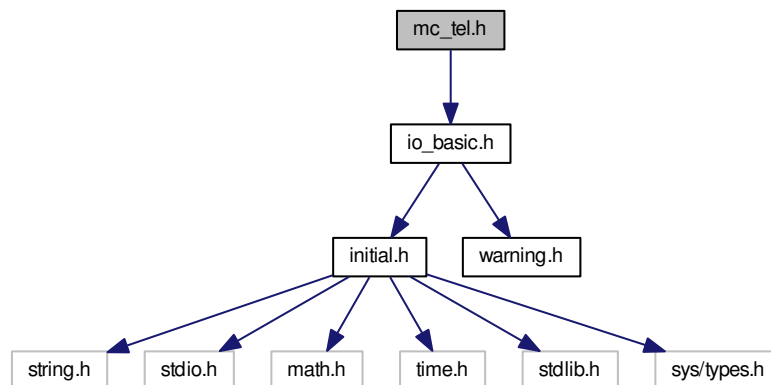 mc_tel.h
io_basic.h
initial.h
warning.h
string.h
stdio.h
math.h
time.h
stdlib.h
sys/types.h